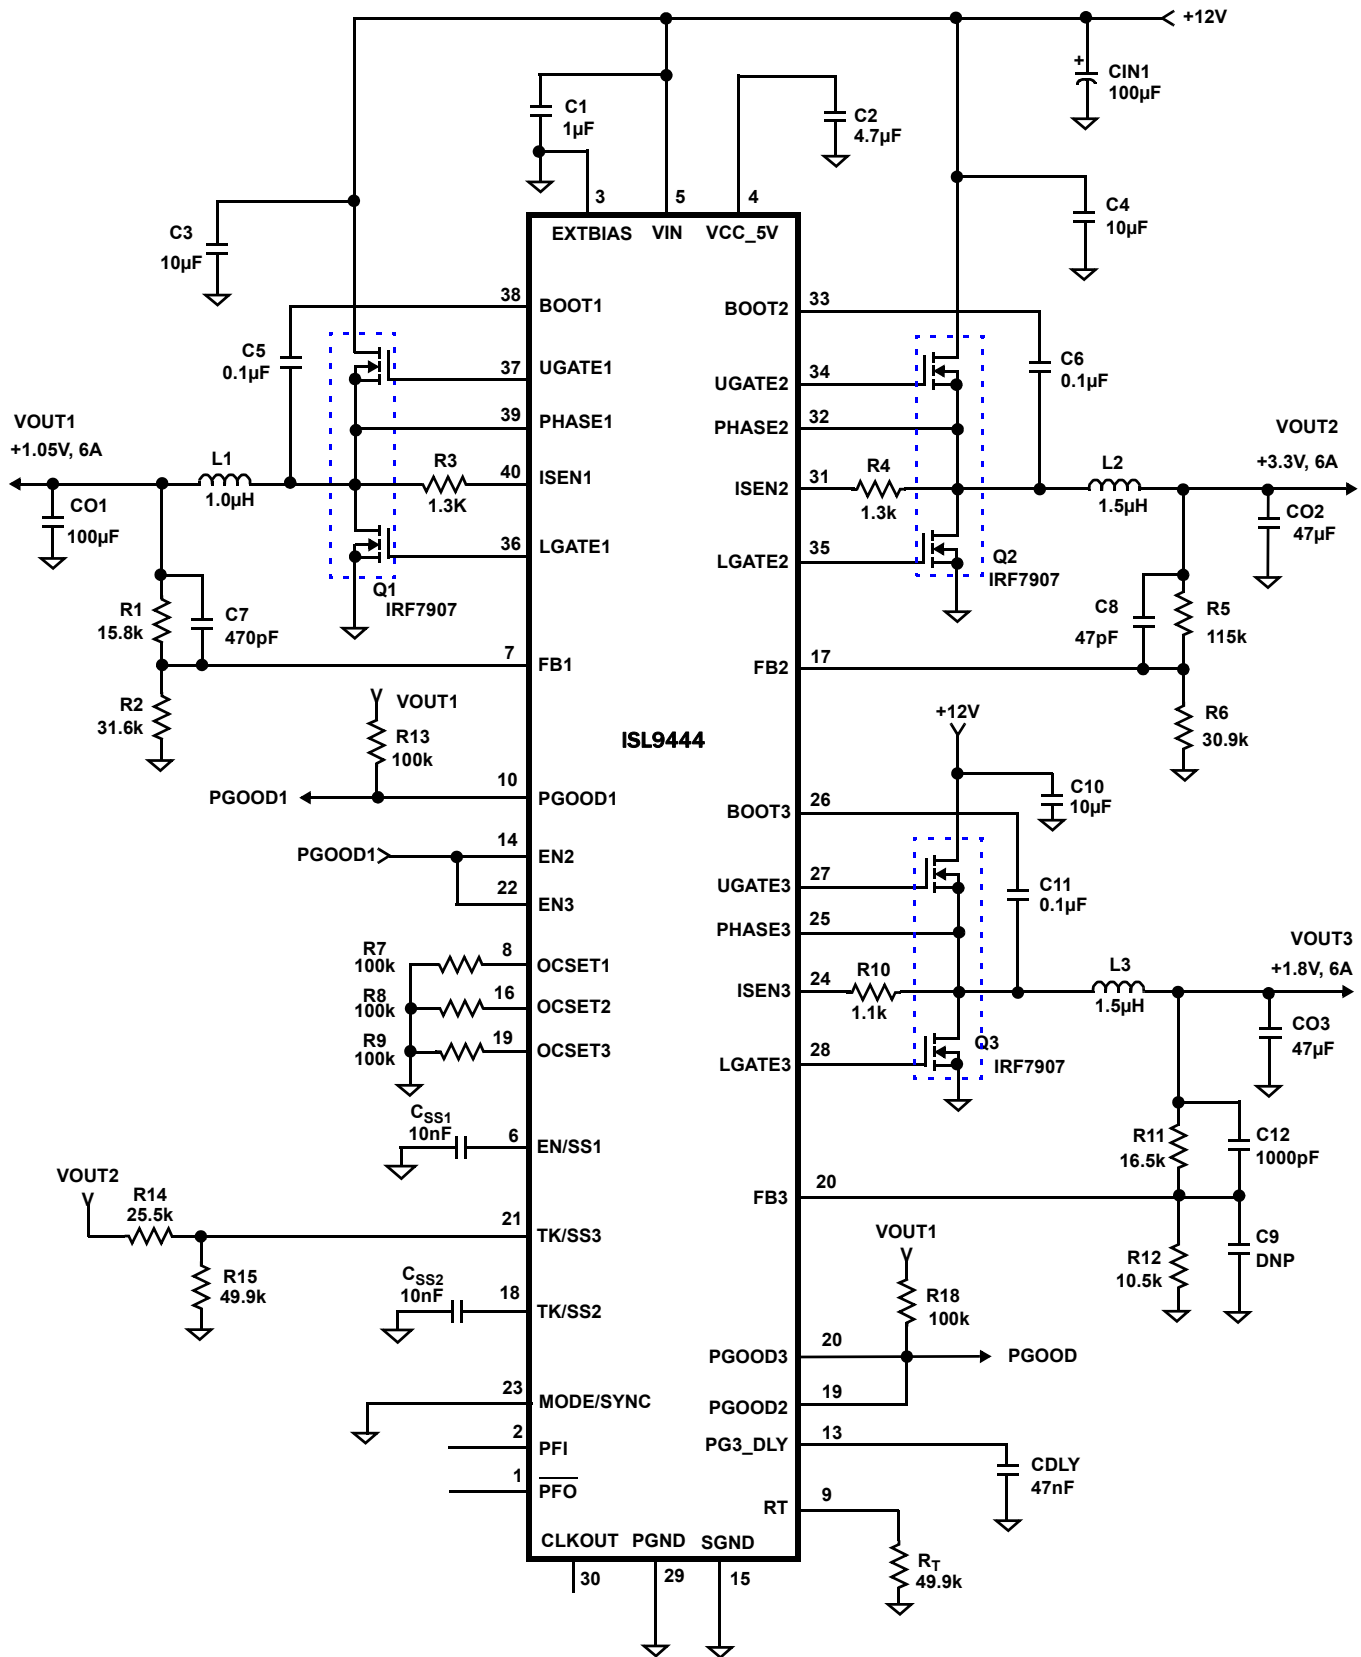 +12V
CIN1
100µF
C1
1µF
C2
4.7µF
3
5
4
EXTBIAS
VIN
VCC_5V
C3
10µF
C4
10µF
38
BOOT1
33
BOOT2
C5
0.1µF
37
UGATE1
C6
0.1µF
34
UGATE2
39
PHASE1
32
PHASE2
VOUT1
+1.05V, 6A
VOUT2
+3.3V, 6A
L1
1.0µH
R3
1.3K
40
ISEN1
31
ISEN2
R4
1.3k
L2
1.5µH
CO1
100µF
CO2
47µF
36
LGATE1
35
LGATE2
Q1
IRF7907
Q2
IRF7907
R1
15.8k
C7
470pF
C8
47pF
R5
115k
7
FB1
17
FB2
R2
31.6k
VOUT1
R13
100k
ISL9444
+12V
R6
30.9k
10
PGOOD1
PGOOD1
26
BOOT3
C10
10µF
PGOOD1
14
EN2
22
EN3
27
UGATE3
C11
0.1µF
25
PHASE3
R7
100k
8
OCSET1
R8
100k
16
OCSET2
R9
100k
19
OCSET3
24
ISEN3
R10
1.1k
L3
1.5µH
VOUT3
+1.8V, 6A
CO3
47µF
28
LGATE3
Q3
IRF7907
CSS1
10nF
6
EN/SS1
R11
16.5k
C12
1000pF
VOUT2
R14
25.5k
21
TK/SS3
20
FB3
R15
49.9k
VOUT1
R12
10.5k
C9
DNP
CSS2
10nF
18
TK/SS2
R18
100k
20
PGOOD3
PGOOD
23
MODE/SYNC
19
PGOOD2
2
PFI
13
PG3_DLY
CDLY
47nF
1
PFO
9
RT
CLKOUT
PGND
SGND
RT
49.9k
30
29
15